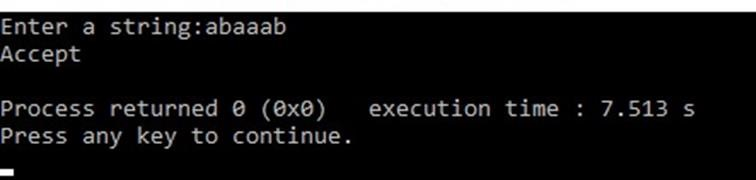 Enter a string:abaaab
Accept
Process returned 0 (0x0)   execution time : 7.513 s
Press any key to continue.